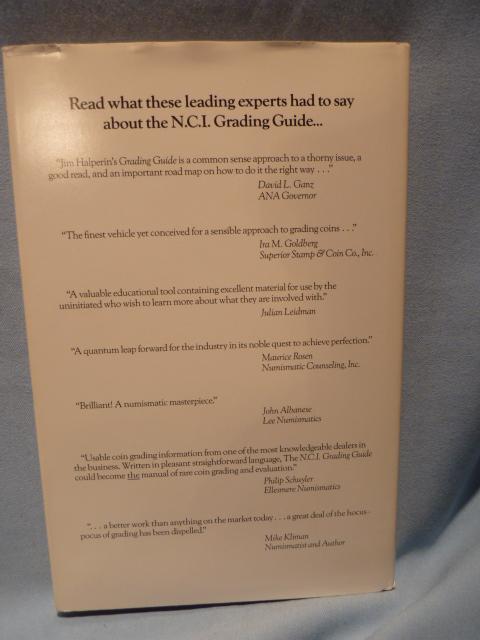 Read what these leading experts had to say
about the N.C.I. Grading Guide...
"Jim Halperin's Grading Guide is a common sense approach to a thorny issue, a
good read, and an important road map on how to do it the right way . . ."
David L. Ganz
ANA Governor
"The finest vehicle yet conceived for a sensible approach to grading coins . . ."
Ira M. Goldberg
Superior Stamp & Coin Co., Inc.
"A valuable educational tool containing excellent material for use by the
uninitiated who wish to learn more about what they are involved with."
Julian Leidman
"A quantum leap forward for the industry in its noble quest to achieve perfection."
Maurice Rosen
Numismatic Counseling, Inc.
"Brilliant! A numismatic masterpiece."
John Albanese
Lee Numismatics
"Usable coin grading information from one of the most knowledgeable dealers in
the business. Written in pleasant straightforward language, The N.C.I. Grading Guide
could become the manual of rare coin grading and evaluation."
Philip Schuyler
Ellesmere Numismatics
". . . a better work than anything on the market today . . . a great deal of the hocus-
pocus of grading has been dispelled."
Mike Kliman
Numismatist and Author